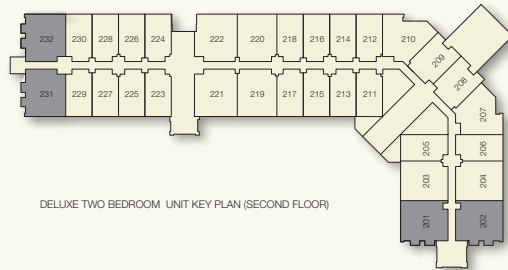 232 230 228 226 224 222 220 218 216 214 212 210
209
208
207
231 229 227 225 223 221 219 217 215 213 211
205 206
203 204
201 202
DELUXE TWO BEDROOM UNIT KEY PLAN (SECOND FLOOR)